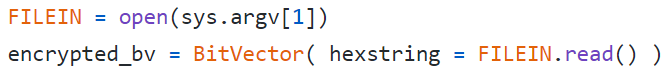 FILEIN = open(sys.argv[1])
encrypted_bv = BitVector( hexstring = FILEIN.read() )